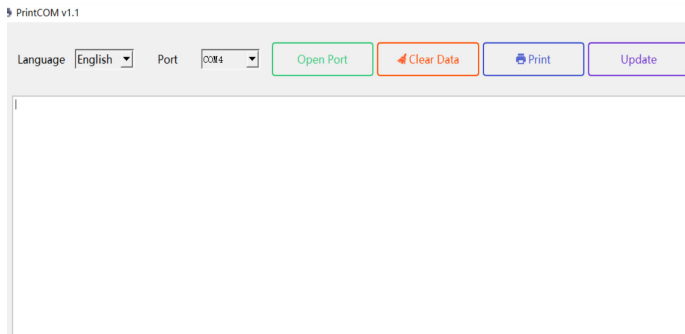 PrintCOM v1.1
Language English Port COM4 Open Port Clear Data Print Update